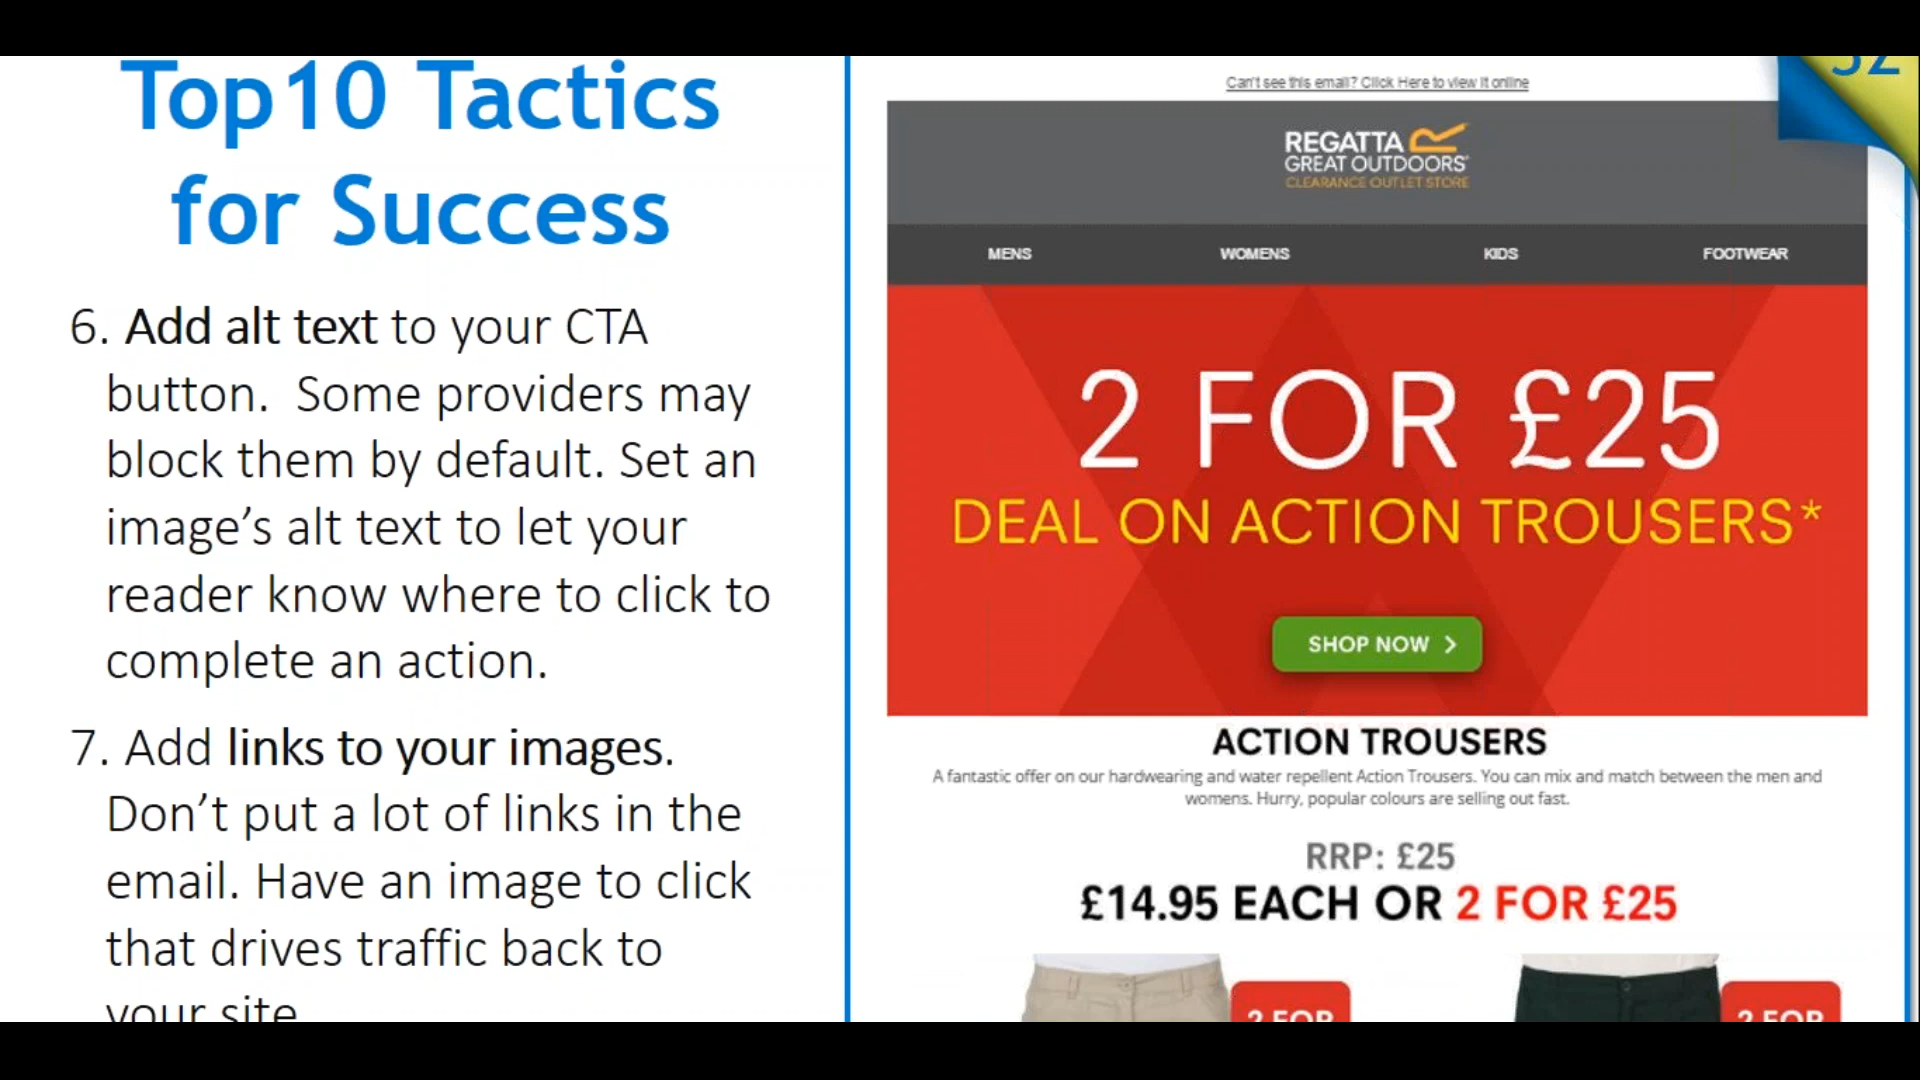 Top10 Tactics
for Success
6. Add alt text to your CTA
button.  Some providers may
block them by default. Set an
image’s alt text to let your
reader know where to click to
complete an action.
7. Add links to your images.
Don’t put a lot of links in the
email. Have an image to click
that drives traffic back to
your site
Can't see this email? Click Here to view it online
REGATTA
GREAT OUTDOORS
CLEARANCE OUTLET STORE
MENS WOMENS KIDS FOOTWEAR
2 FOR £25
DEAL ON ACTION TROUSERS*
SHOP NOW >
ACTION TROUSERS
A fantastic offer on our hardwearing and water repellent Action Trousers. You can mix and match between the men and
womens. Hurry, popular colours are selling out fast.
RRP: £25
£14.95 EACH OR 2 FOR £25
2 FOR 2 FOR